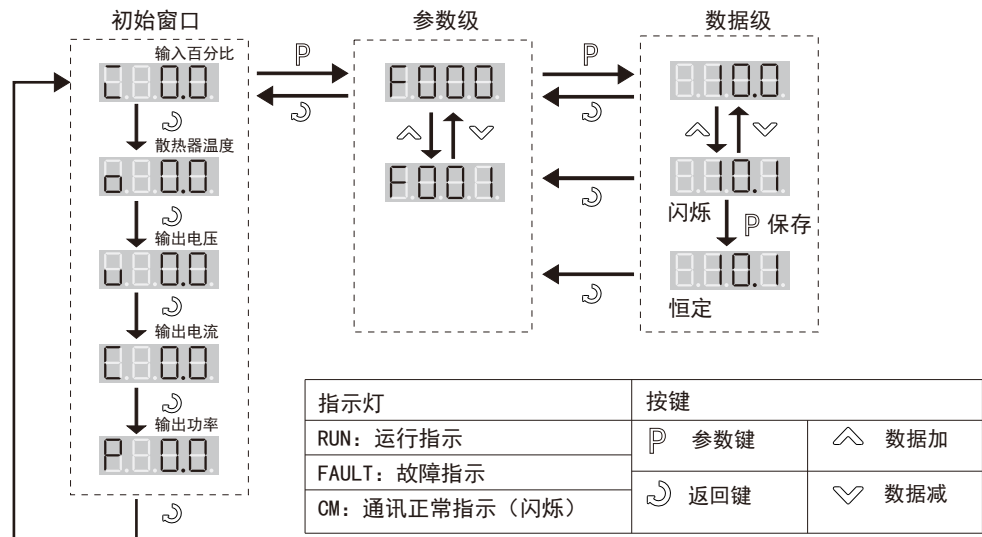 初始窗口
输入百分比
i 0.0
散热器温度
o 0.0
输出电压
u 0.0
输出电流
C 0.0
输出功率
P 0.0
P
参数级
F000
F001
P
数据级
10.0
10.1
闪烁
P 保存
10.1
恒定
指示灯
按键
RUN: 运行指示
P 参数键
数据加
FAULT: 故障指示
返回键
数据减
CM: 通讯正常指示（闪烁）